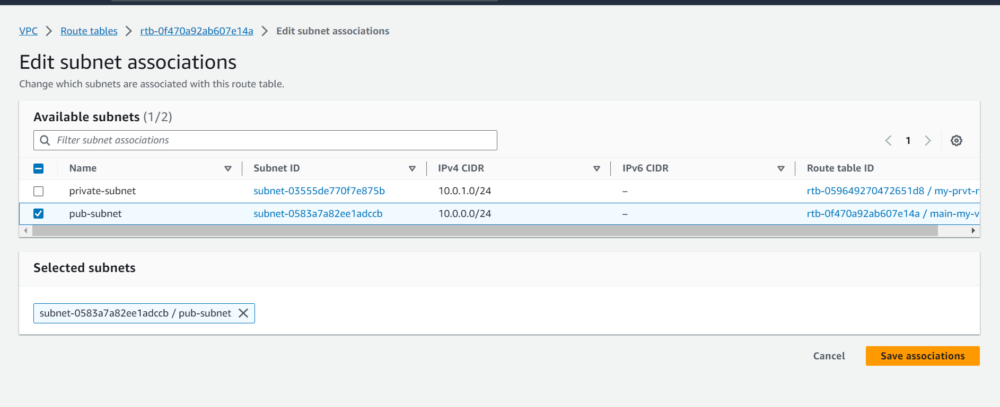 VPC > Route tables > rtb-0f470a92ab607e14a > Edit subnet associations
Edit subnet associations
Change which subnets are associated with this route table.
Available subnets (1/2)
Filter subnet associations
1
Name Subnet ID IPv4 CIDR IPv6 CIDR Route table ID
private-subnet subnet-03555de770f7e875b 10.0.1.0/24 – rtb-059649270472651d8 / my-prvt-r
pub-subnet subnet-0583a7a82ee1adccb 10.0.0.0/24 – rtb-0f470a92ab607e14a / main-my-v
Selected subnets
subnet-0583a7a82ee1adccb / pub-subnet
Cancel Save associations